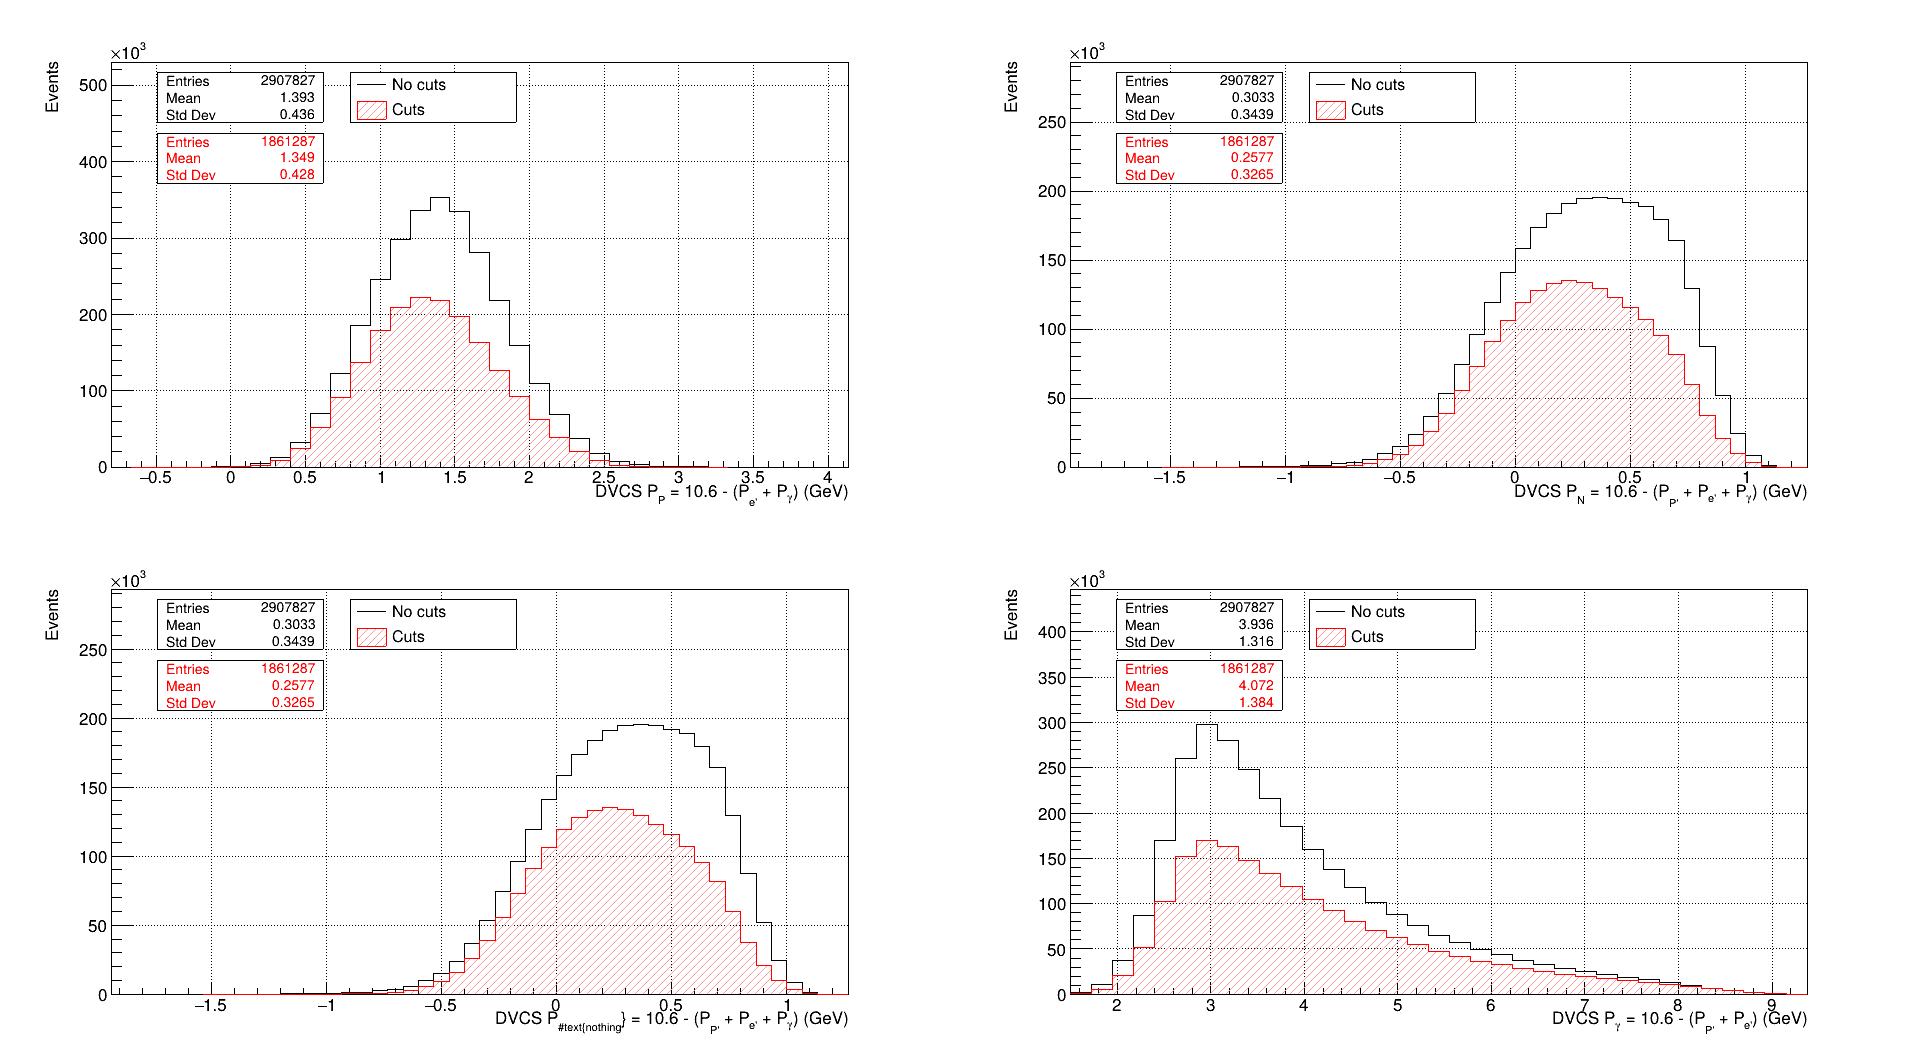 ×10³
Events
Entries 2907827
Mean 1.393
Std Dev 0.436
Entries 1861287
Mean 1.349
Std Dev 0.428
No cuts
Cuts
500
400
300
200
100
0
−0.5 0 0.5 1 1.5 2 2.5 3 3.5 4
DVCS P_P = 10.6 - (P_e' + P_γ) (GeV)
×10³
Events
Entries 2907827
Mean 0.3033
Std Dev 0.3439
Entries 1861287
Mean 0.2577
Std Dev 0.3265
No cuts
Cuts
250
200
150
100
50
0
−1.5 −1 −0.5 0 0.5 1
DVCS P_N = 10.6 - (P_P' + P_e' + P_γ) (GeV)
×10³
Events
Entries 2907827
Mean 0.3033
Std Dev 0.3439
Entries 1861287
Mean 0.2577
Std Dev 0.3265
No cuts
Cuts
250
200
150
100
50
0
−1.5 −1 −0.5 0 0.5 1
DVCS P_#text{nothing} = 10.6 - (P_P' + P_e' + P_γ) (GeV)
×10³
Events
Entries 2907827
Mean 3.936
Std Dev 1.316
Entries 1861287
Mean 4.072
Std Dev 1.384
No cuts
Cuts
400
350
300
250
200
150
100
50
0
2 3 4 5 6 7 8 9
DVCS P_γ = 10.6 - (P_P' + P_e') (GeV)